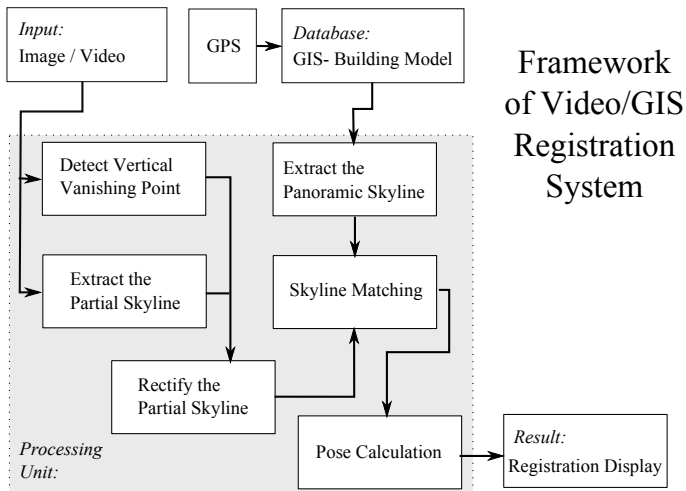 Input:
Image / Video
GPS
Database:
GIS- Building Model
Framework
of Video/GIS
Registration
System
Detect Vertical
Vanishing Point
Extract the
Panoramic Skyline
Extract the
Partial Skyline
Skyline Matching
Rectify the
Partial Skyline
Processing
Unit:
Pose Calculation
Result:
Registration Display